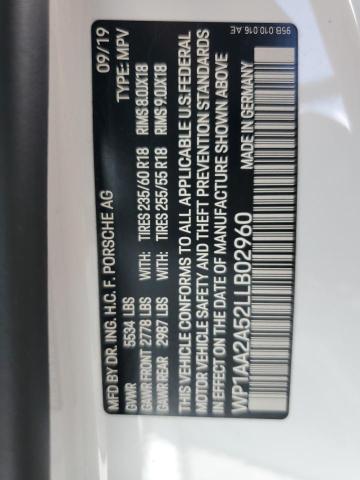 95B.010.016.AE
MFD BY DR. ING. H.C. F. PORSCHE AG 09/19
GVWR 5534 LBS TYPE: MPV
GAWR FRONT 2778 LBS WITH TIRES 235/60 R18 RIMS 8.0JX18
GAWR REAR 2987 LBS WITH TIRES 255/55 R18 RIMS 9.0JX18
THIS VEHICLE CONFORMS TO ALL APPLICABLE U.S. FEDERAL
MOTOR VEHICLE SAFETY AND THEFT PREVENTION STANDARDS
IN EFFECT ON THE DATE OF MANUFACTURE SHOWN ABOVE
WP1AA2A52LLB02960 MADE IN GERMANY